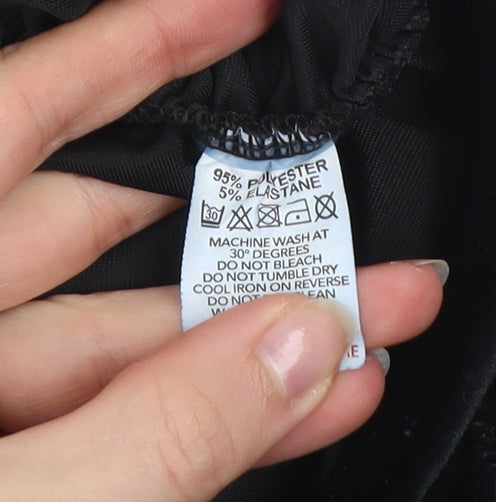 95% POLYESTER
5% ELASTANE
30
MACHINE WASH AT
30° DEGREES
DO NOT BLEACH
DO NOT TUMBLE DRY
COOL IRON ON REVERSE
DO NOT